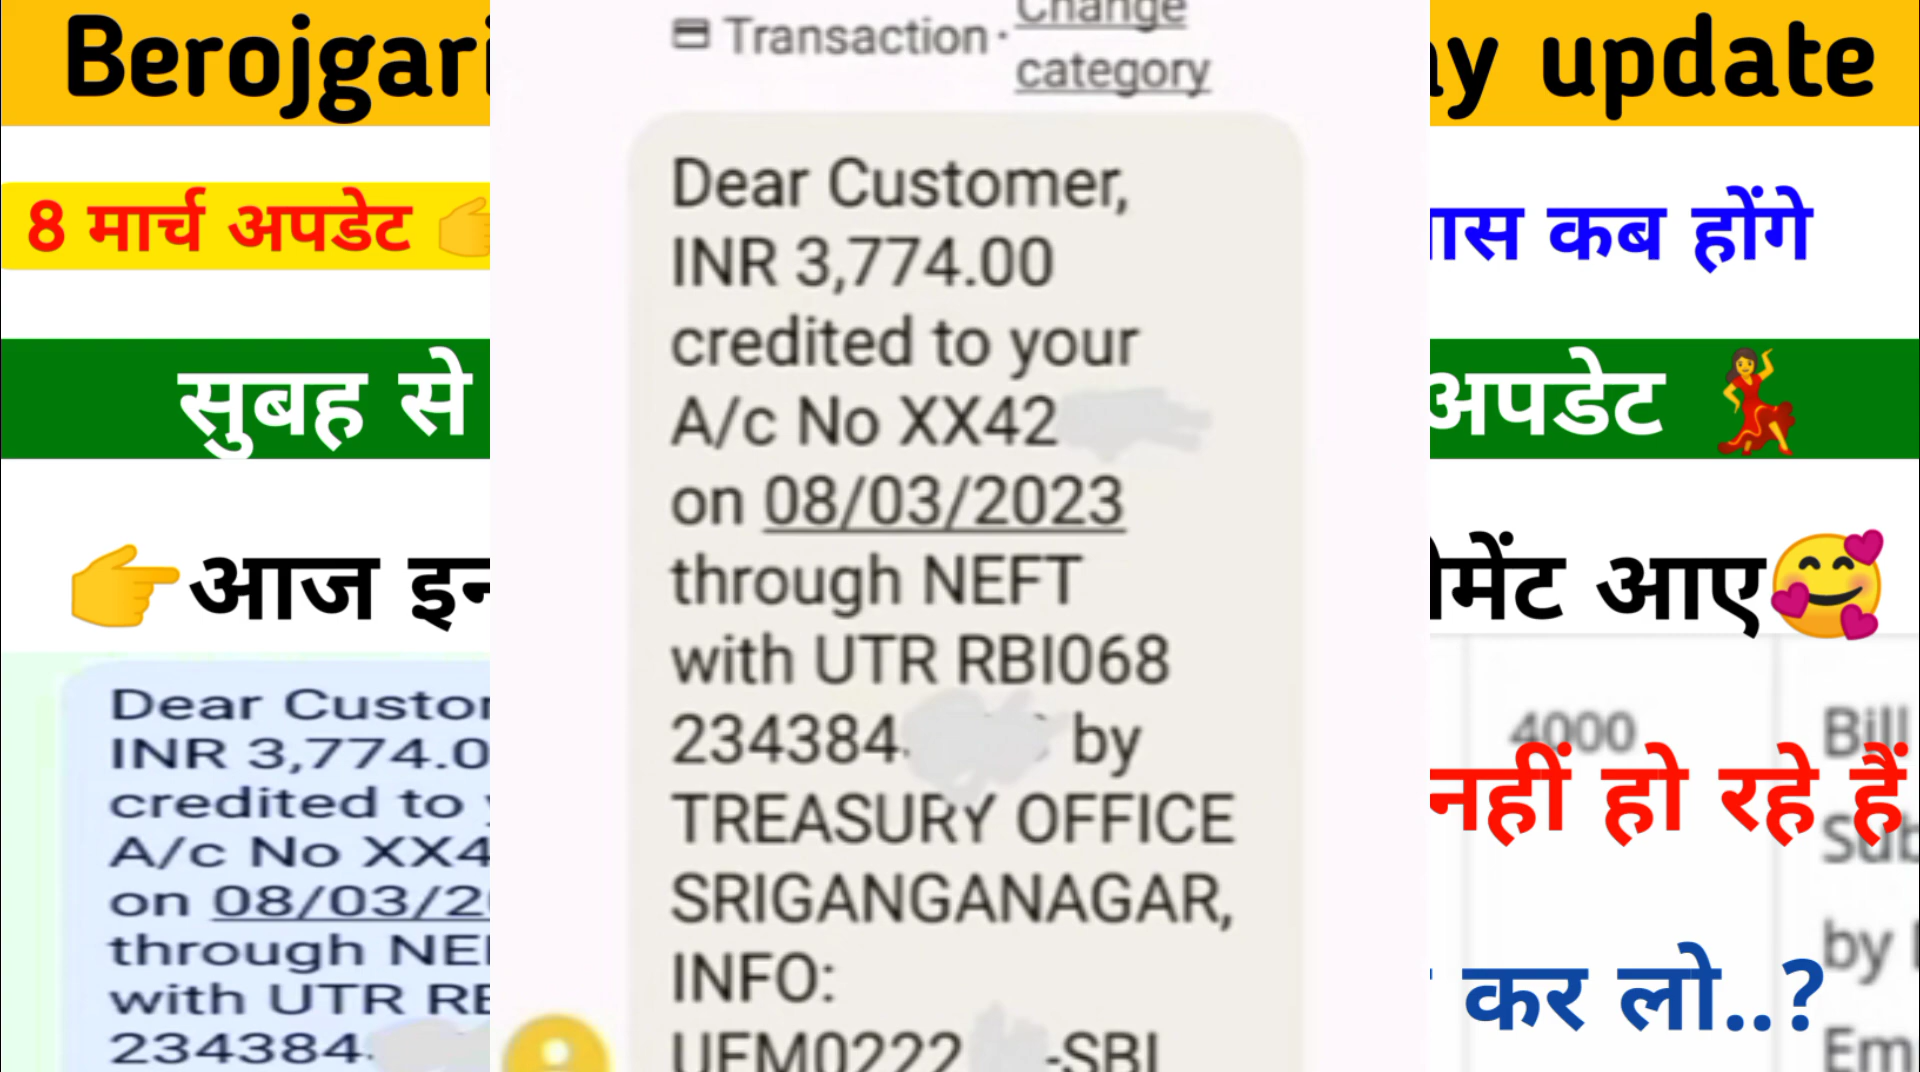 Berojgari
8 मार्च अपडेट 👉
सुबह से
👉आज इन
Dear Custo
INR 3,774.0
credited to
A/c No XX4
on 08/03/2
through NE
with UTR R
234384.
Transaction ·
Change
category
Dear Customer,
INR 3,774.00
credited to your
A/c No XX42
on 08/03/2023
through NEFT
with UTR RBI068
234384. by
TREASURY OFFICE
SRIGANGANAGAR,
INFO:
UFM0222 -SBI
y update
ास कब होंगे
अपडेट 💃
मेंट आए🥰
4000
Bill
नहीं हो रहे हैं
Sub
by
कर लो..?
Em